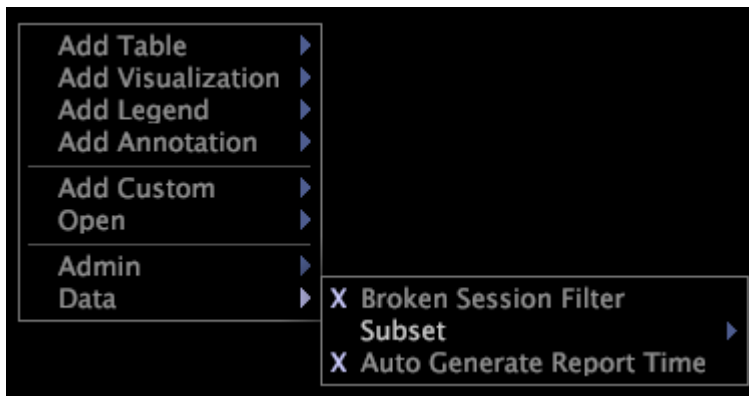 Add Table
Add Visualization
Add Legend
Add Annotation
Add Custom
Open
Admin
Data
X Broken Session Filter
Subset
X Auto Generate Report Time